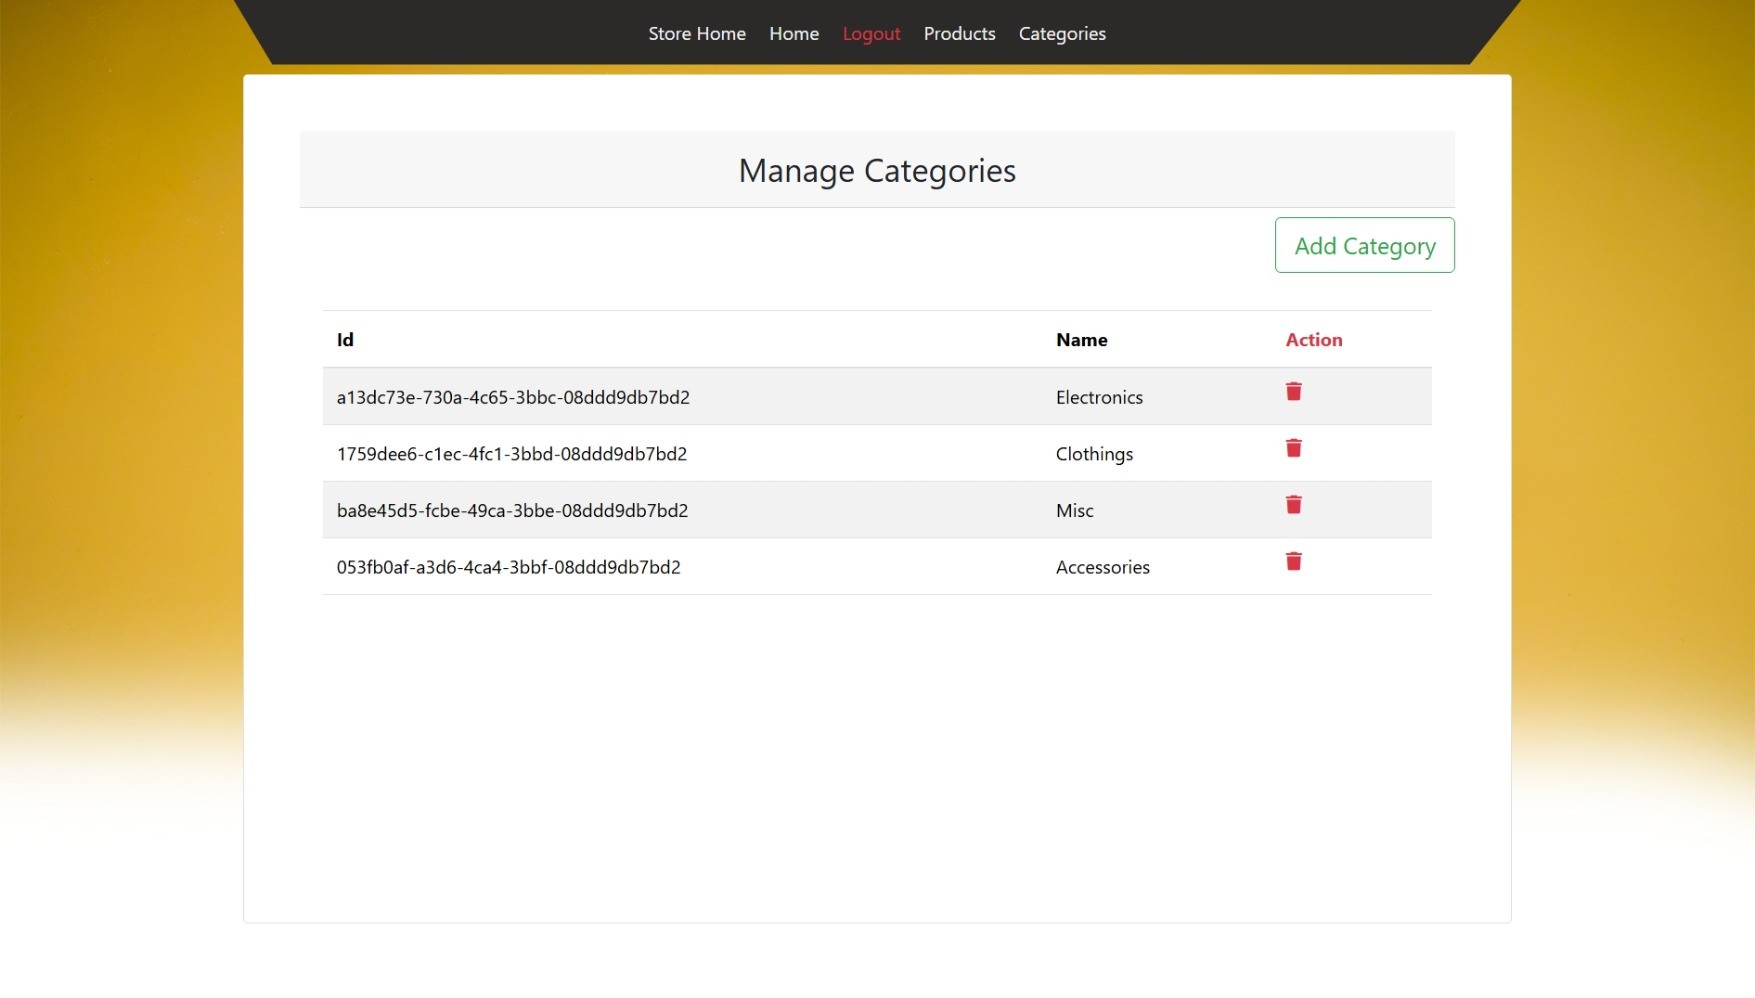 Store Home Home Logout Products Categories
Manage Categories
Add Category
Id Name Action
a13dc73e-730a-4c65-3bbc-08ddd9db7bd2 Electronics
1759dee6-c1ec-4fc1-3bbd-08ddd9db7bd2 Clothings
ba8e45d5-fcbe-49ca-3bbe-08ddd9db7bd2 Misc
053fb0af-a3d6-4ca4-3bbf-08ddd9db7bd2 Accessories